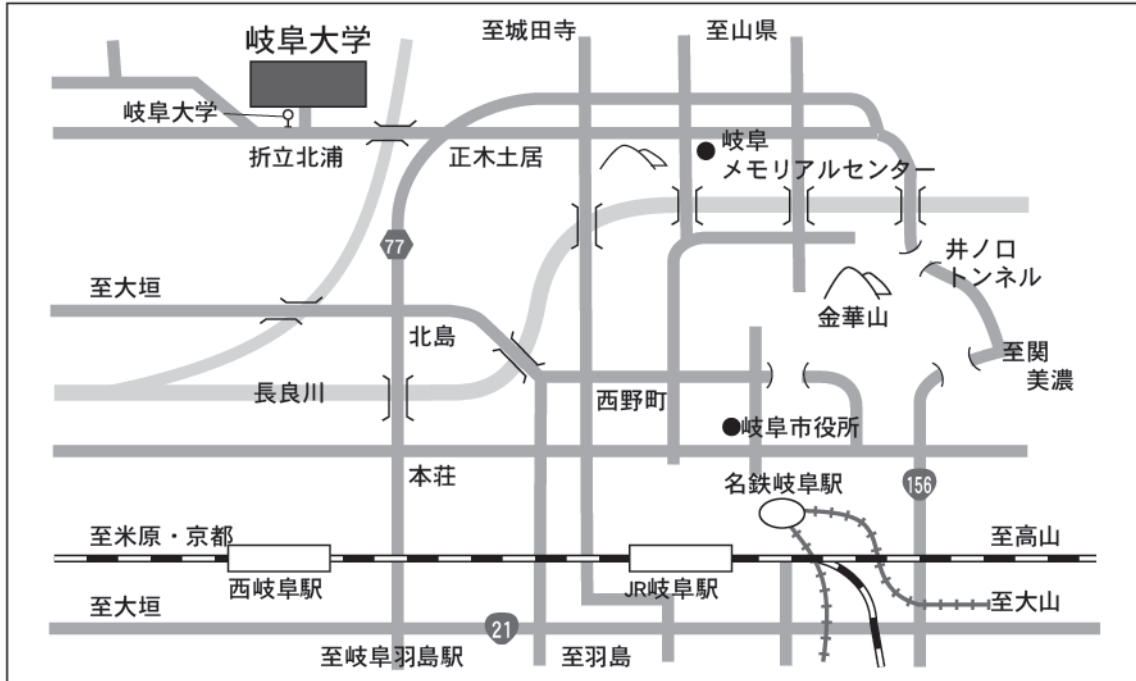 至城田寺
至山県
岐阜大学
岐阜大学
折立北浦
正木土居
岐阜
メモリアルセンター
77
井ノ口
トンネル
至大垣
金華山
北島
至関
美濃
長良川
西野町
岐阜市役所
本荘
名鉄岐阜駅
156
至米原・京都
至高山
西岐阜駅
JR岐阜駅
至大垣
至大山
21
至岐阜羽島駅
至羽島